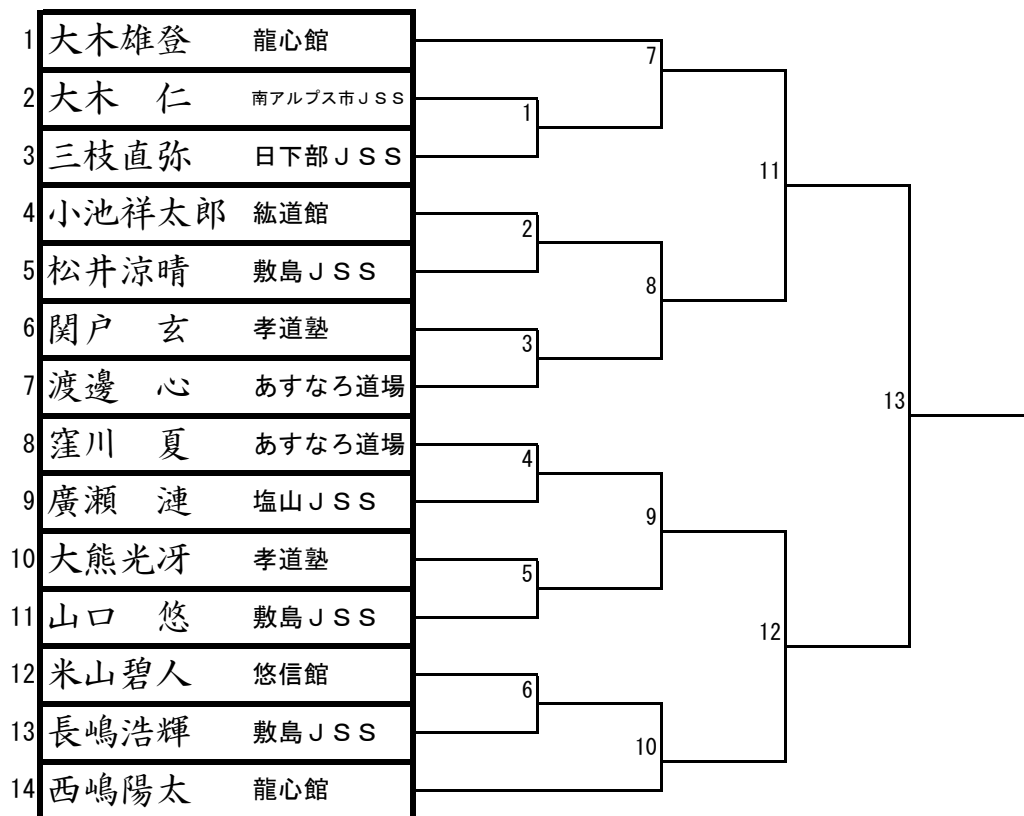 1 大木雄登 龍心館
2 大木 仁 南アルプス市ＪＳＳ
3 三枝直弥 日下部ＪＳＳ
4 小池祥太郎 紘道館
5 松井涼晴 敷島ＪＳＳ
6 関戸 玄 孝道塾
7 渡邊 心 あすなろ道場
8 窪川 夏 あすなろ道場
9 廣瀬 漣 塩山ＪＳＳ
10 大熊光冴 孝道塾
11 山口 悠 敷島ＪＳＳ
12 米山碧人 悠信館
13 長嶋浩輝 敷島ＪＳＳ
14 西嶋陽太 龍心館
1
2
3
4
5
6
7
8
9
10
11
12
13